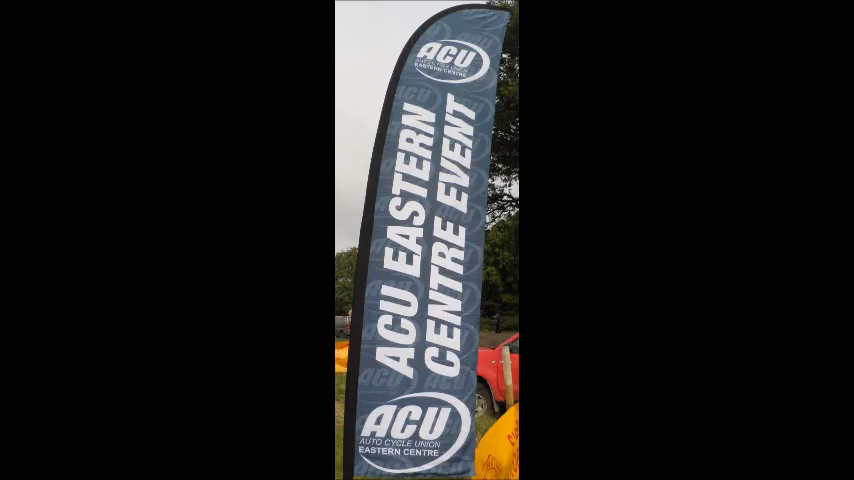 ACU
AUTO CYCLE UNION
EASTERN CENTRE
ACU EASTERN
CENTRE EVENT
ACU
AUTO CYCLE UNION
EASTERN CENTRE